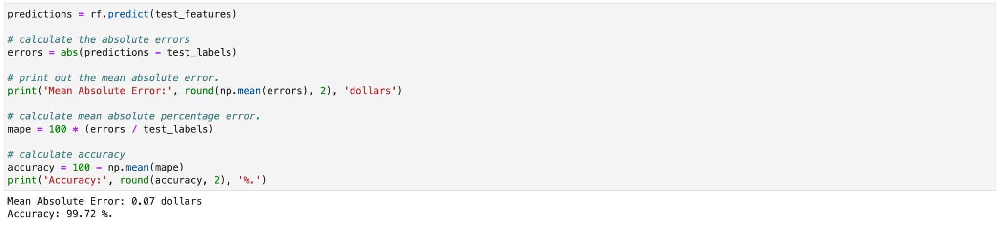 predictions = rf.predict(test_features)
# calculate the absolute errors
errors = abs(predictions - test_labels)
# print out the mean absolute error.
print('Mean Absolute Error:', round(np.mean(errors), 2), 'dollars')
# calculate mean absolute percentage error.
mape = 100 * (errors / test_labels)
# calculate accuracy
accuracy = 100 - np.mean(mape)
print('Accuracy:', round(accuracy, 2), '%.')
Mean Absolute Error: 0.07 dollars
Accuracy: 99.72 %.